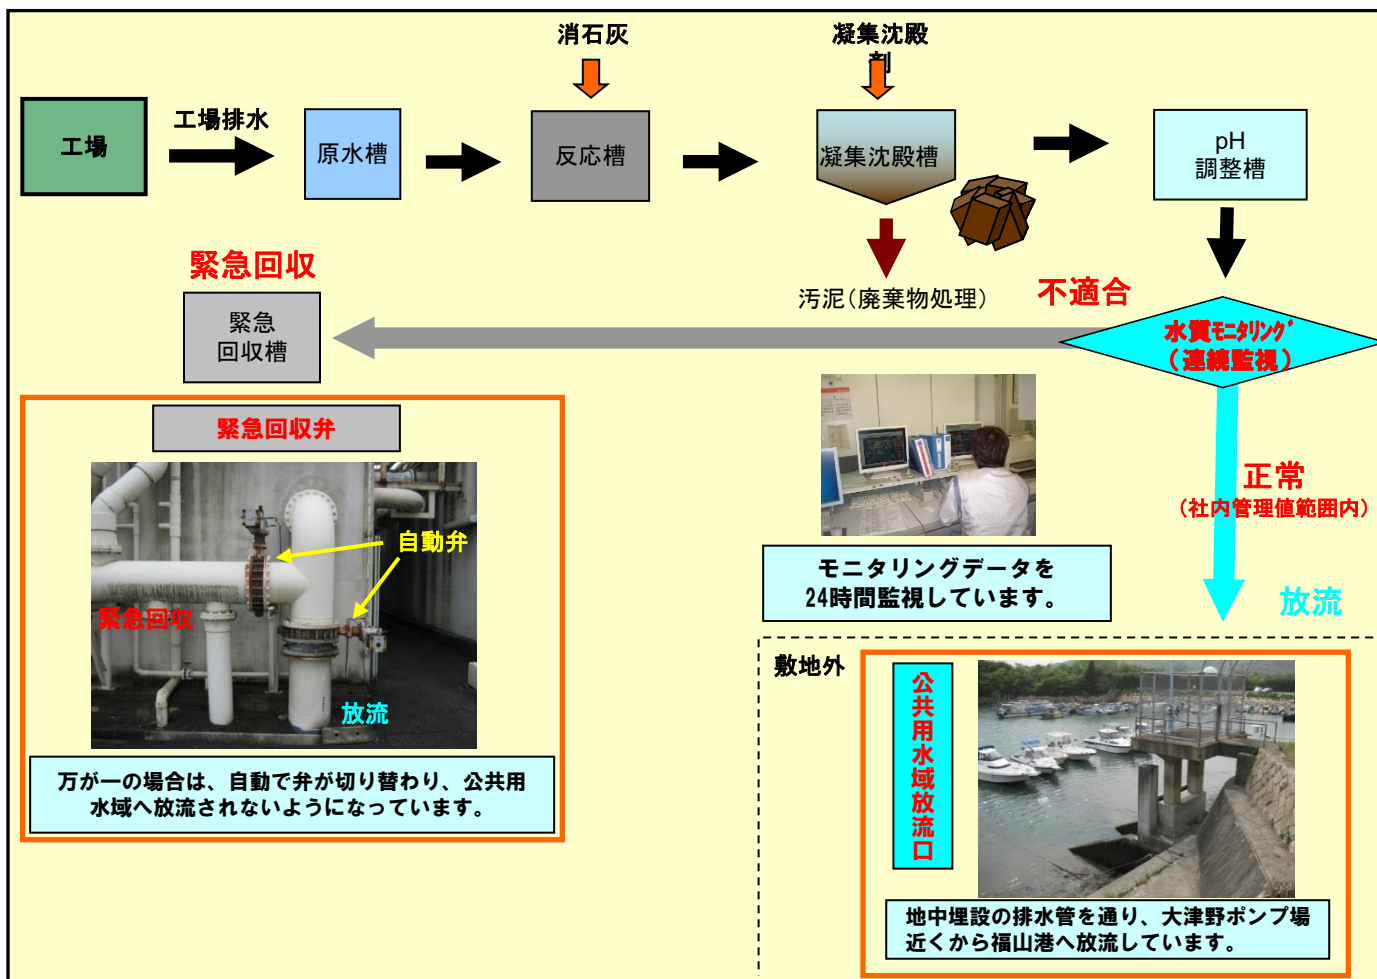 消石灰
凝集沈殿
剤
工場
工場排水
原水槽
反応槽
凝集沈殿槽
pH
調整槽
汚泥（廃棄物処理）
緊急回収
緊急
回収槽
不適合
水質ﾓﾆﾀﾘﾝｸﾞ
（連続監視）
緊急回収弁
自動弁
緊急回収
放流
万が一の場合は、自動で弁が切り替わり、公共用
水域へ放流されないようになっています。
モニタリングデータを
24時間監視しています。
正常
（社内管理値範囲内）
放流
敷地外
公共用水域放流口
地中埋設の排水管を通り、大津野ポンプ場
近くから福山港へ放流しています。